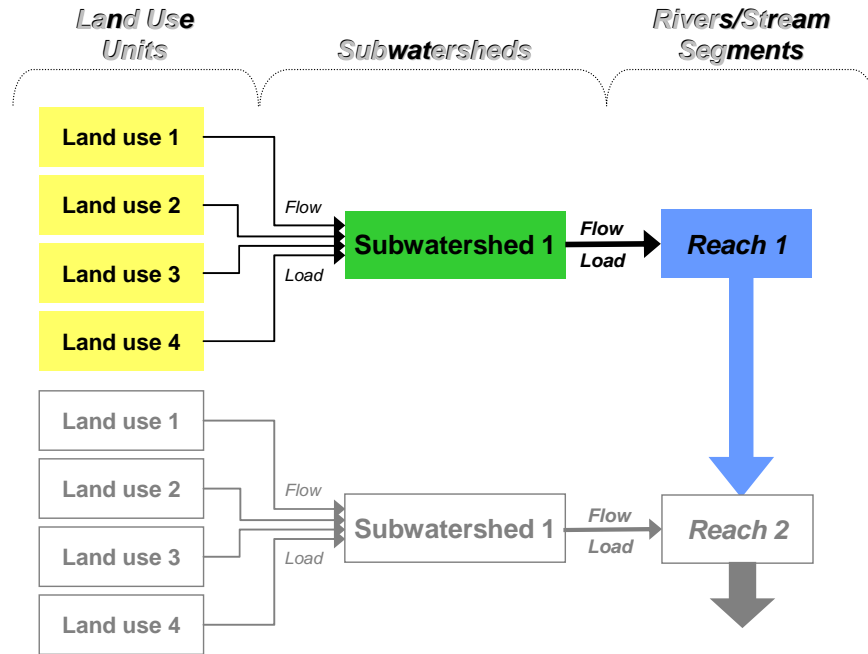 Land Use
Units
Subwatersheds
Rivers/Stream
Segments
Land use 1
Land use 2
Land use 3
Land use 4
Flow
Load
Subwatershed 1
Flow
Load
Reach 1
Land use 1
Land use 2
Land use 3
Land use 4
Flow
Load
Subwatershed 1
Flow
Load
Reach 2